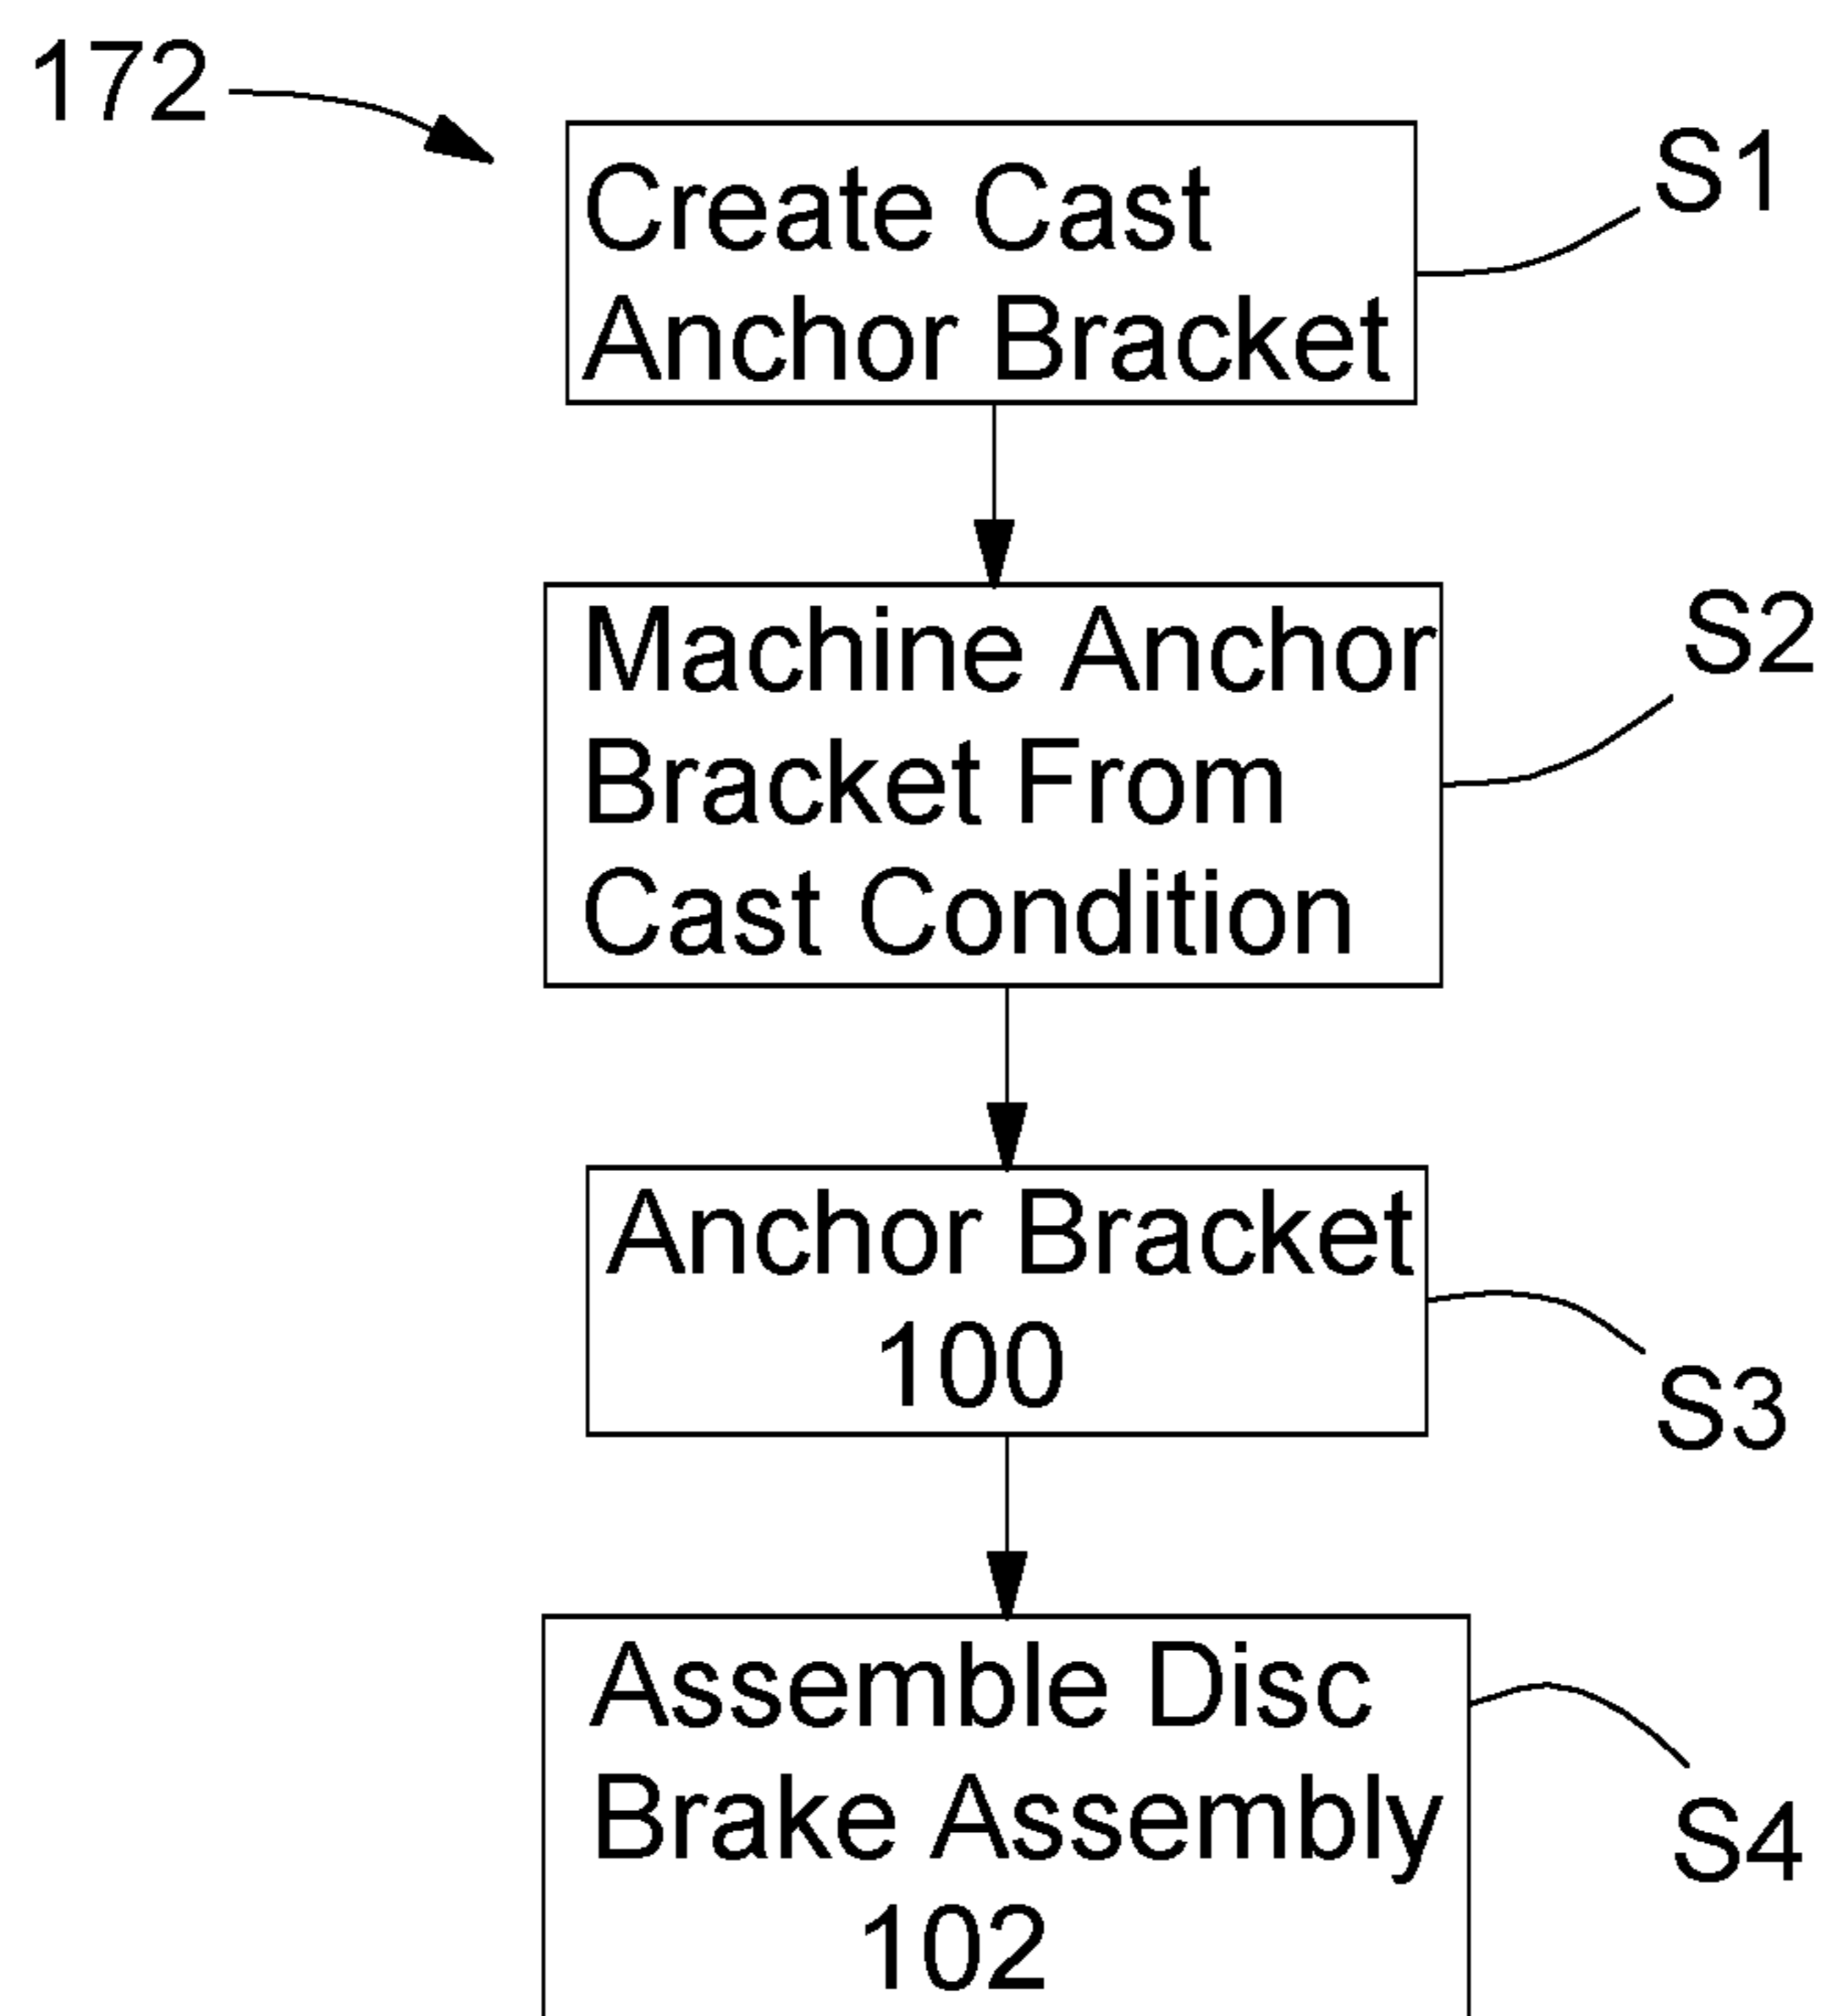 172
Create Cast
Anchor Bracket
S1
Machine Anchor
Bracket From
Cast Condition
S2
Anchor Bracket
100
S3
Assemble Disc
Brake Assembly
102
S4